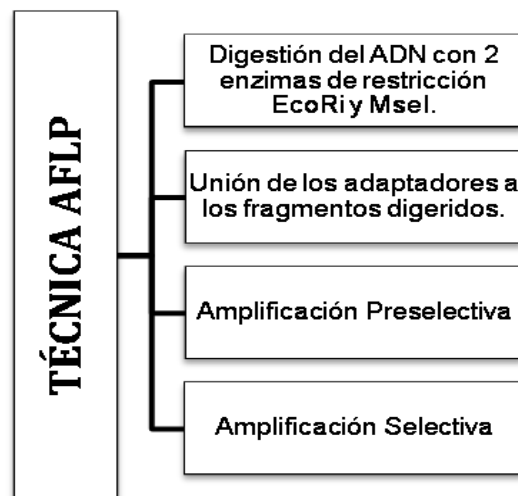 TÉCNICA AFLP
Digestión del ADN con 2
enzimas de restricción
EcoRi y MseI.
Unión de los adaptadores a
los fragmentos digeridos.
Amplificación Preselectiva
Amplificación Selectiva